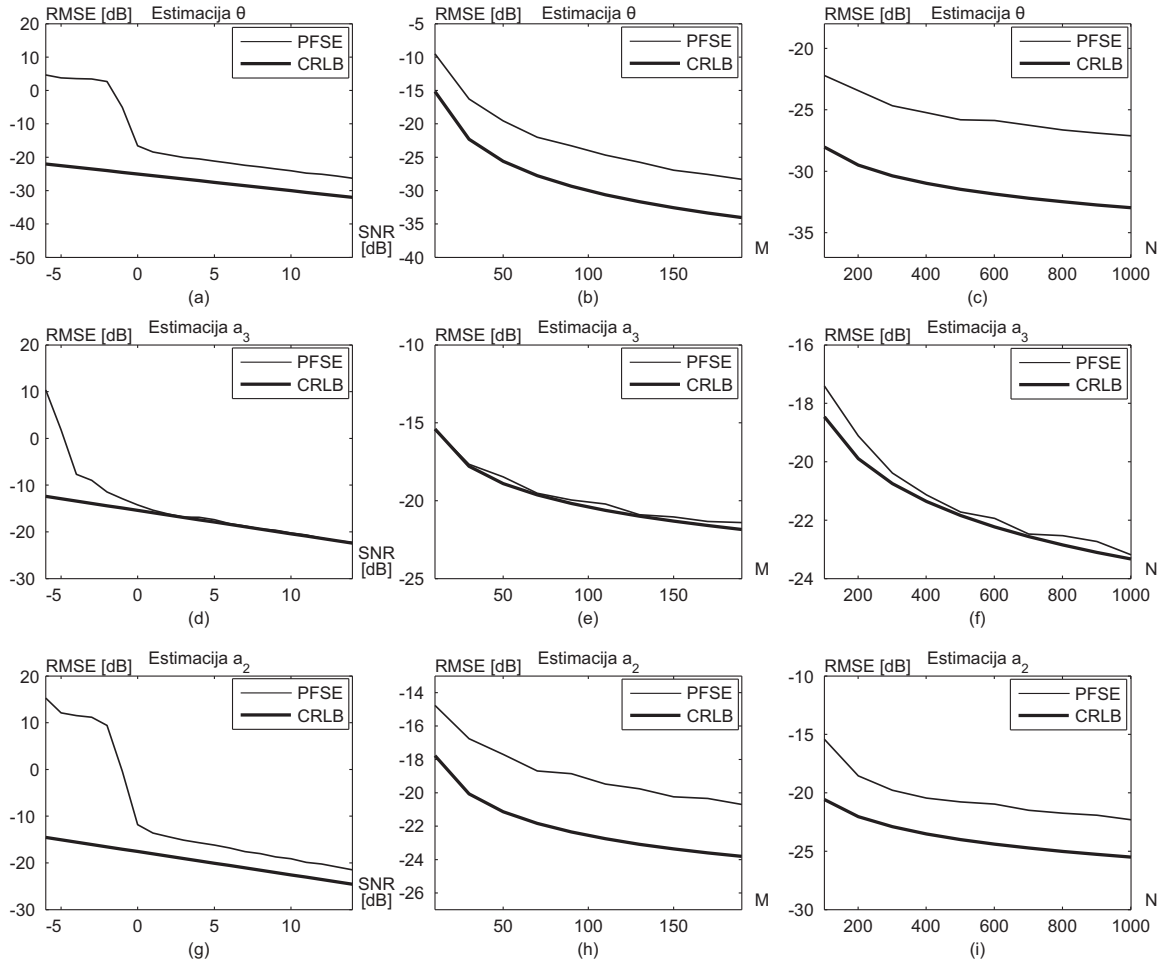 RMSE [dB] Estimacija θ
20
10
0
-10
-20
-30
-40
-50
PFSE
CRLB
-5 0 5 10
SNR
[dB]
(a)
RMSE [dB] Estimacija θ
-5
-10
-15
-20
-25
-30
-35
-40
PFSE
CRLB
50 100 150
M
(b)
RMSE [dB] Estimacija θ
-20
-25
-30
-35
PFSE
CRLB
200 400 600 800 1000
N
(c)
RMSE [dB] Estimacija a3
20
10
0
-10
-20
-30
PFSE
CRLB
-5 0 5 10
SNR
[dB]
(d)
RMSE [dB] Estimacija a3
-10
-15
-20
-25
PFSE
CRLB
50 100 150
M
(e)
RMSE [dB] Estimacija a3
-16
-18
-20
-22
-24
PFSE
CRLB
200 400 600 800 1000
N
(f)
RMSE [dB] Estimacija a2
20
10
0
-10
-20
-30
PFSE
CRLB
-5 0 5 10
SNR
[dB]
(g)
RMSE [dB] Estimacija a2
-14
-16
-18
-20
-22
-24
-26
PFSE
CRLB
50 100 150
M
(h)
RMSE [dB] Estimacija a2
-10
-15
-20
-25
-30
PFSE
CRLB
200 400 600 800 1000
N
(i)